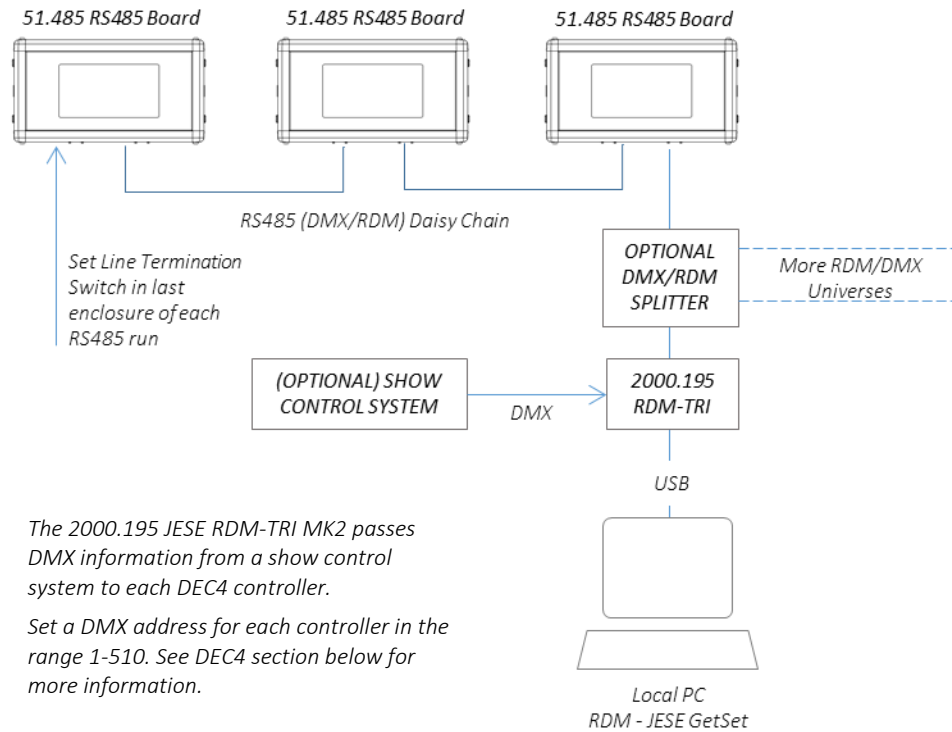 51.485 RS485 Board
51.485 RS485 Board
51.485 RS485 Board
RS485 (DMX/RDM) Daisy Chain
Set Line Termination
Switch in last
enclosure of each
RS485 run
OPTIONAL
DMX/RDM
SPLITTER
More RDM/DMX
Universes
(OPTIONAL) SHOW
CONTROL SYSTEM
DMX
2000.195
RDM-TRI
USB
The 2000.195 JESE RDM-TRI MK2 passes
DMX information from a show control
system to each DEC4 controller.
Set a DMX address for each controller in the
range 1-510. See DEC4 section below for
more information.
Local PC
RDM - JESE GetSet